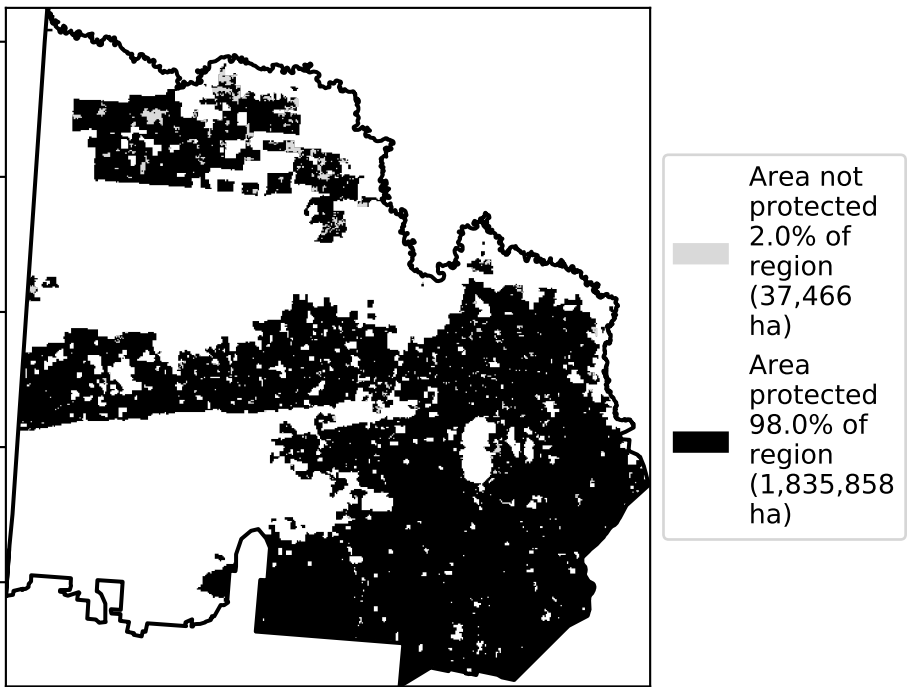 Area not
protected
2.0% of
region
(37,466
ha)
Area
protected
98.0% of
region
(1,835,858
ha)